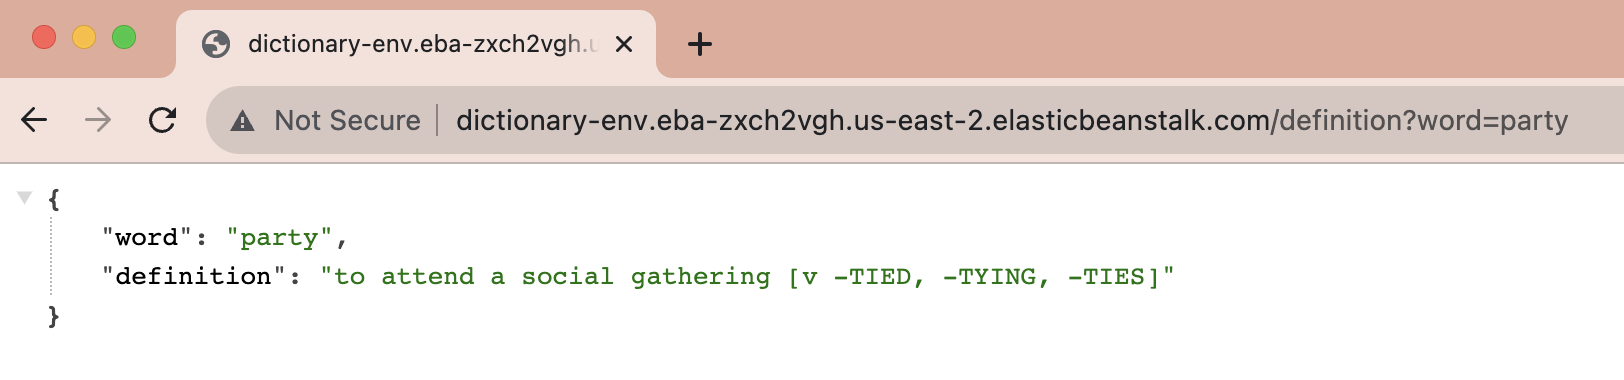 dictionary-env.eba-zxch2vgh.u
Not Secure | dictionary-env.eba-zxch2vgh.us-east-2.elasticbeanstalk.com/definition?word=party
{
"word": "party",
"definition": "to attend a social gathering [v -TIED, -TYING, -TIES]"
}